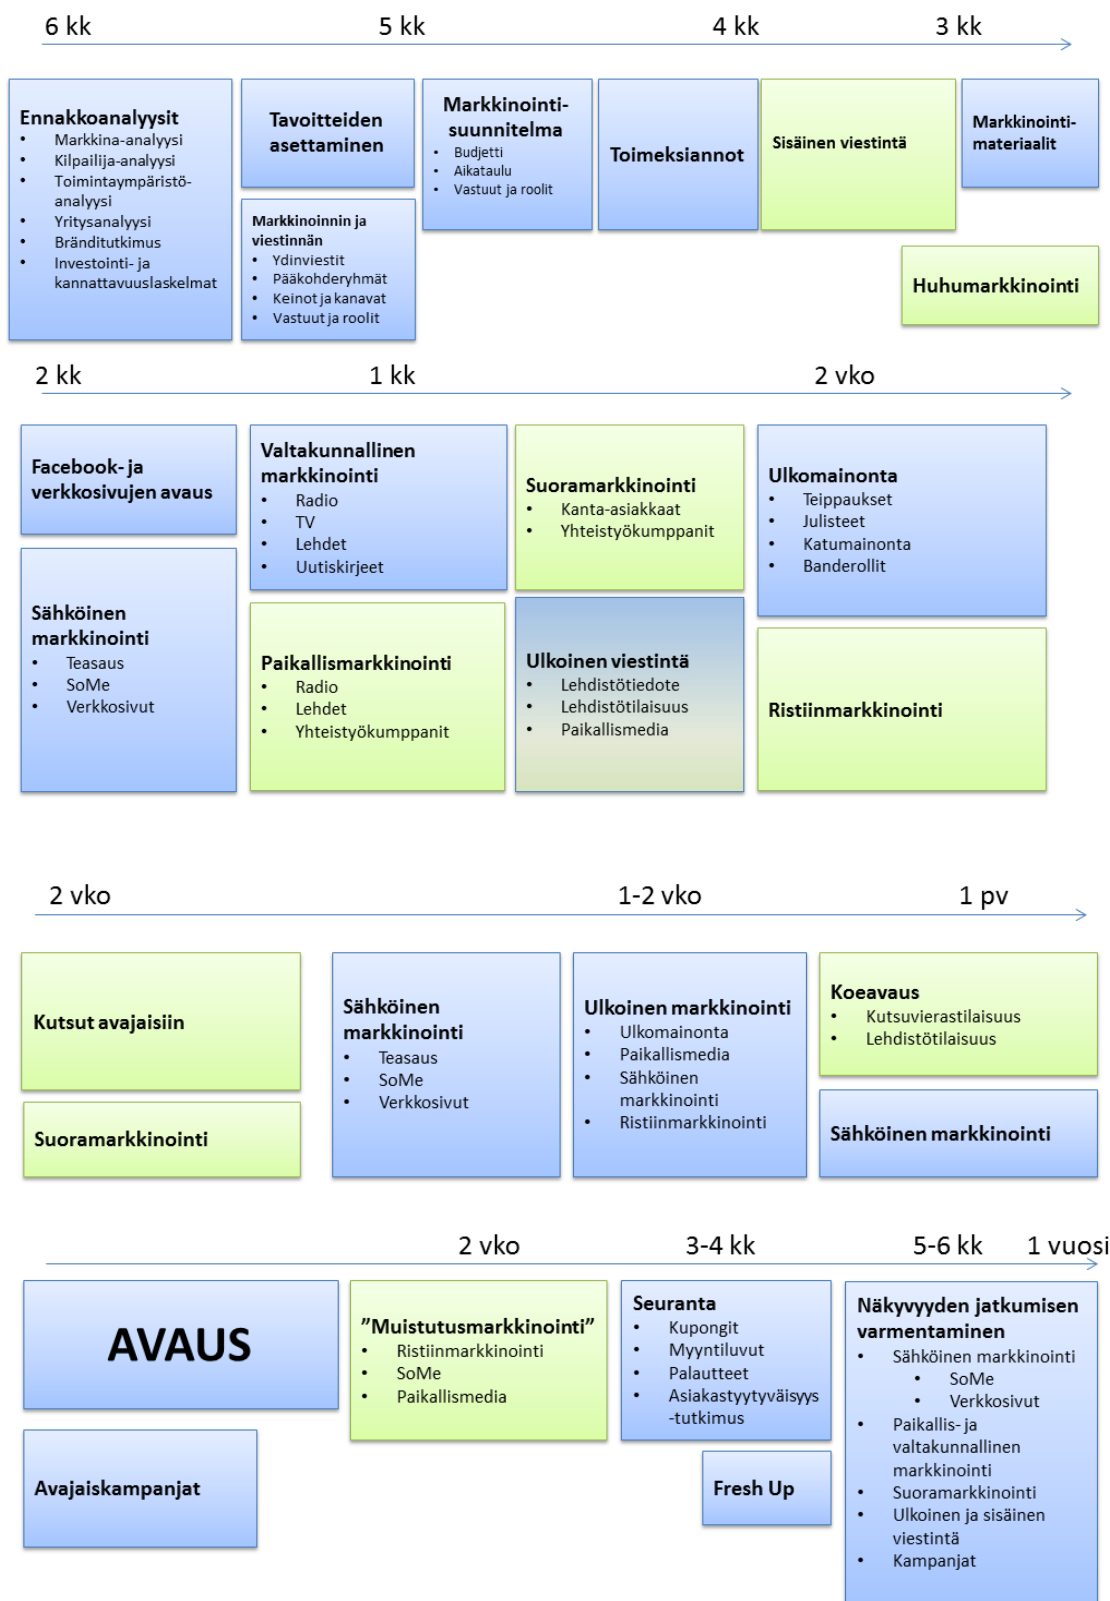 6 kk
5 kk
4 kk
3 kk
Ennakkoanalyysit
• Markkina-analyysi
• Kilpailija-analyysi
• Toimintaympäristö-
analyysi
• Yritysanalyysi
• Bränditutkimus
• Investointi- ja
kannattavuuslaskelmat
Tavoitteiden
asettaminen
Markkinoinnin ja
viestinnän
• Ydinviestit
• Pääkohderyhmät
• Keinot ja kanavat
• Vastuut ja roolit
Markkinointi-
suunnitelma
• Budjetti
• Aikataulu
• Vastuut ja roolit
Toimeksiannot
Sisäinen viestintä
Markkinointi-
materiaalit
Huhumarkkinointi
2 kk
1 kk
2 vko
Facebook- ja
verkkosivujen avaus
Sähköinen
markkinointi
• Teasaus
• SoMe
• Verkkosivut
Valtakunnallinen
markkinointi
• Radio
• TV
• Lehdet
• Uutiskirjeet
Paikallismarkkinointi
• Radio
• Lehdet
• Yhteistyökumppanit
Suoramarkkinointi
• Kanta-asiakkaat
• Yhteistyökumppanit
Ulkoinen viestintä
• Lehdistötiedote
• Lehdistötilaisuus
• Paikallismedia
Ulkomainonta
• Teippaukset
• Julisteet
• Katumainonta
• Banderollit
Ristiinmarkkinointi
2 vko
1-2 vko
1 pv
Kutsut avajaisiin
Suoramarkkinointi
Sähköinen
markkinointi
• Teasaus
• SoMe
• Verkkosivut
Ulkoinen markkinointi
• Ulkomainonta
• Paikallismedia
• Sähköinen
markkinointi
• Ristiinmarkkinointi
Koeavaus
• Kutsuvierastilaisuus
• Lehdistötilaisuus
Sähköinen markkinointi
2 vko
3-4 kk
5-6 kk
1 vuosi
AVAUS
Avajaiskampanjat
”Muistutusmarkkinointi”
• Ristiinmarkkinointi
• SoMe
• Paikallismedia
Seuranta
• Kupongit
• Myyntiluvut
• Palautteet
• Asiakastyytyväisyys
-tutkimus
Fresh Up
Näkyvyyden jatkumisen
varmentaminen
• Sähköinen markkinointi
• SoMe
• Verkkosivut
• Paikallis- ja
valtakunnallinen
markkinointi
• Suoramarkkinointi
• Ulkoinen ja sisäinen
viestintä
• Kampanjat